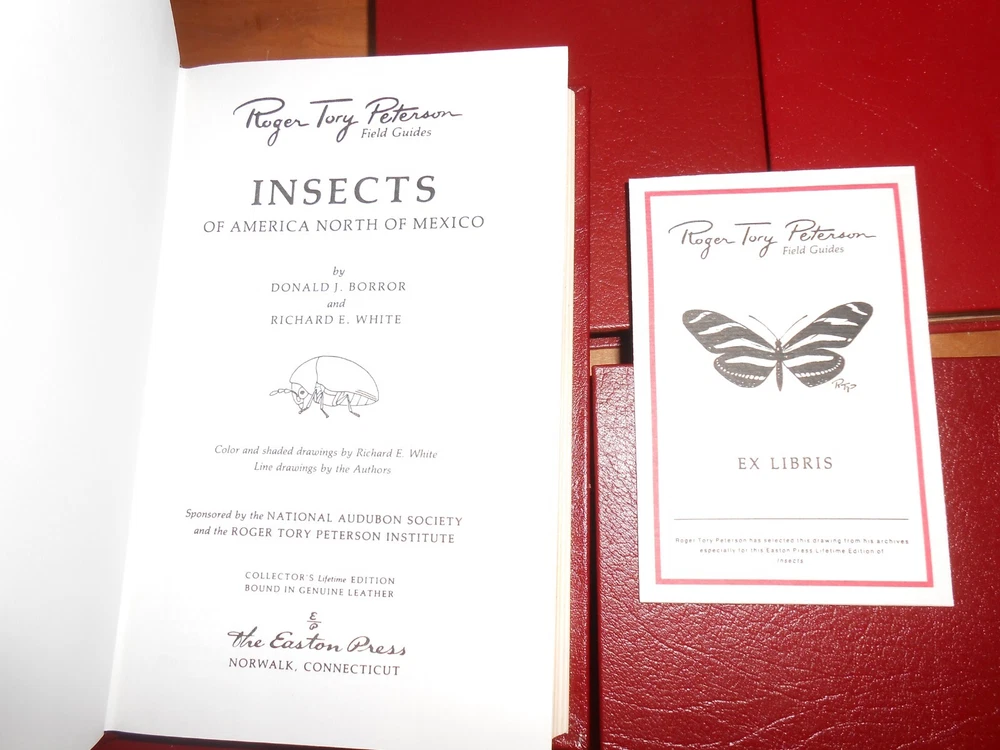 Roger Tory Peterson
Field Guides
INSECTS
OF AMERICA NORTH OF MEXICO
by
DONALD J. BORROR
and
RICHARD E. WHITE
Color and shaded drawings by Richard E. White
Line drawings by the Authors
Sponsored by the NATIONAL AUDUBON SOCIETY
and the ROGER TORY PETERSON INSTITUTE
COLLECTOR'S Lifetime EDITION
BOUND IN GENUINE LEATHER
E
P
The Easton Press
NORWALK, CONNECTICUT
Roger Tory Peterson
Field Guides
RTP
EX LIBRIS
Roger Tory Peterson has selected this drawing from his archives
especially for this Easton Press Lifetime Edition of
Insects